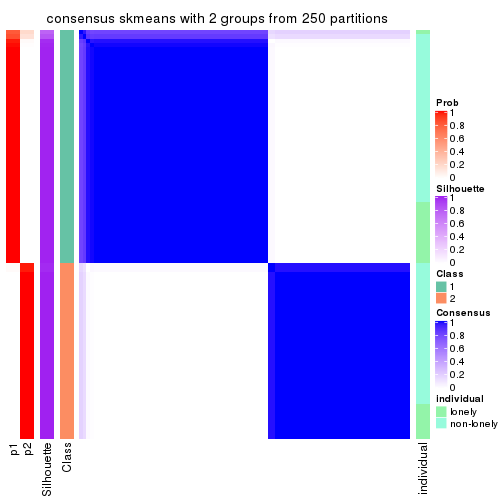 consensus skmeans with 2 groups from 250 partitions
Prob
1
0.8
0.6
0.4
0.2
0
Silhouette
1
0.8
0.6
0.4
0.2
0
Class
1
2
Consensus
1
0.8
0.6
0.4
0.2
0
individual
lonely
non-lonely
p1
p2
Silhouette
Class
individual